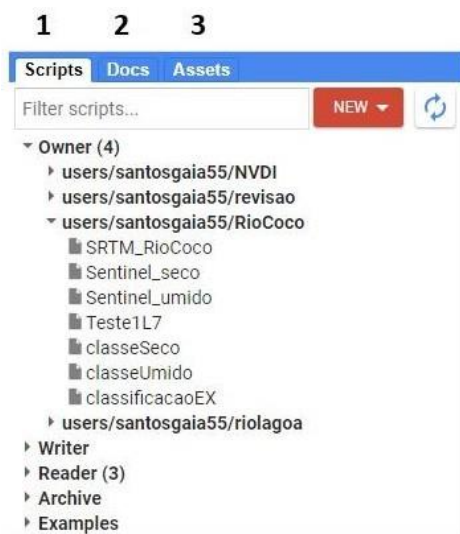 1 2 3
Scripts Docs Assets
Filter scripts... NEW
Owner (4)
users/santosgaia55/NVDI
users/santosgaia55/revisao
users/santosgaia55/RioCoco
SRTM_RioCoco
Sentinel_seco
Sentinel_umido
Teste1L7
classeSeco
classeUmido
classificacaoEX
users/santosgaia55/riolagoa
Writer
Reader (3)
Archive
Examples